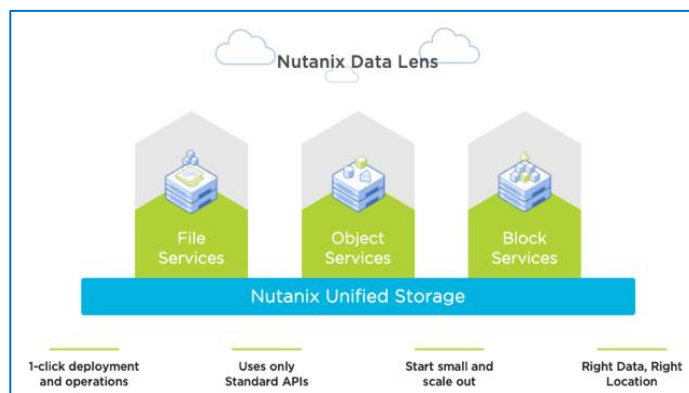 Nutanix Data Lens
File
Services
Object
Services
Block
Services
Nutanix Unified Storage
1-click deployment
and operations
Uses only
Standard APIs
Start small and
scale out
Right Data, Right
Location